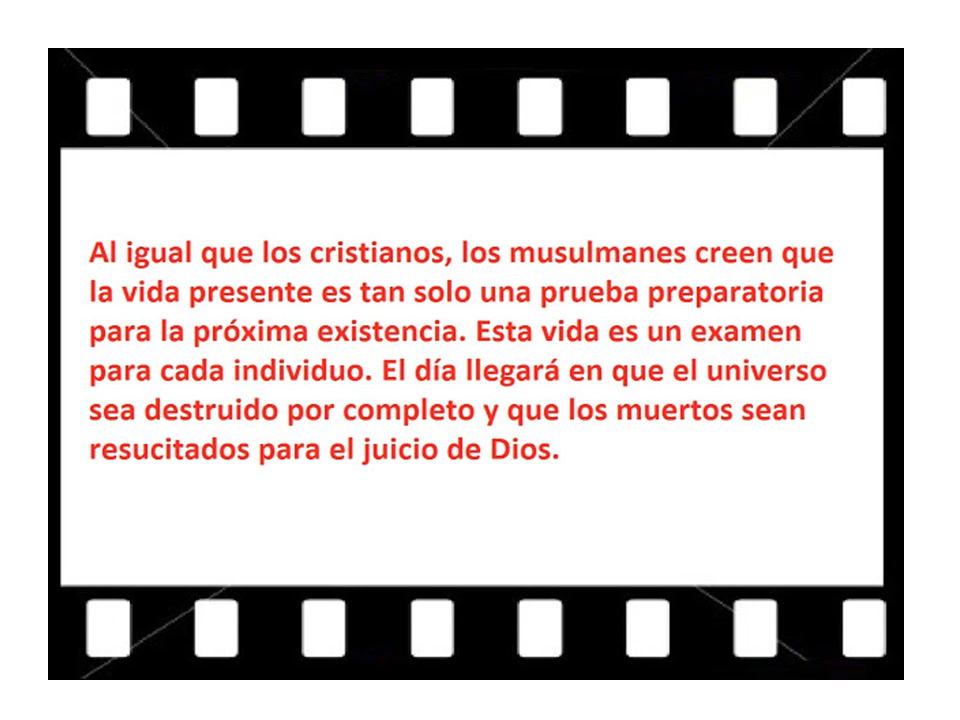 Al igual que los cristianos, los musulmanes creen que
la vida presente es tan solo una prueba preparatoria
para la próxima existencia. Esta vida es un examen
para cada individuo. El día llegará en que el universo
sea destruido por completo y que los muertos sean
resucitados para el juicio de Dios.